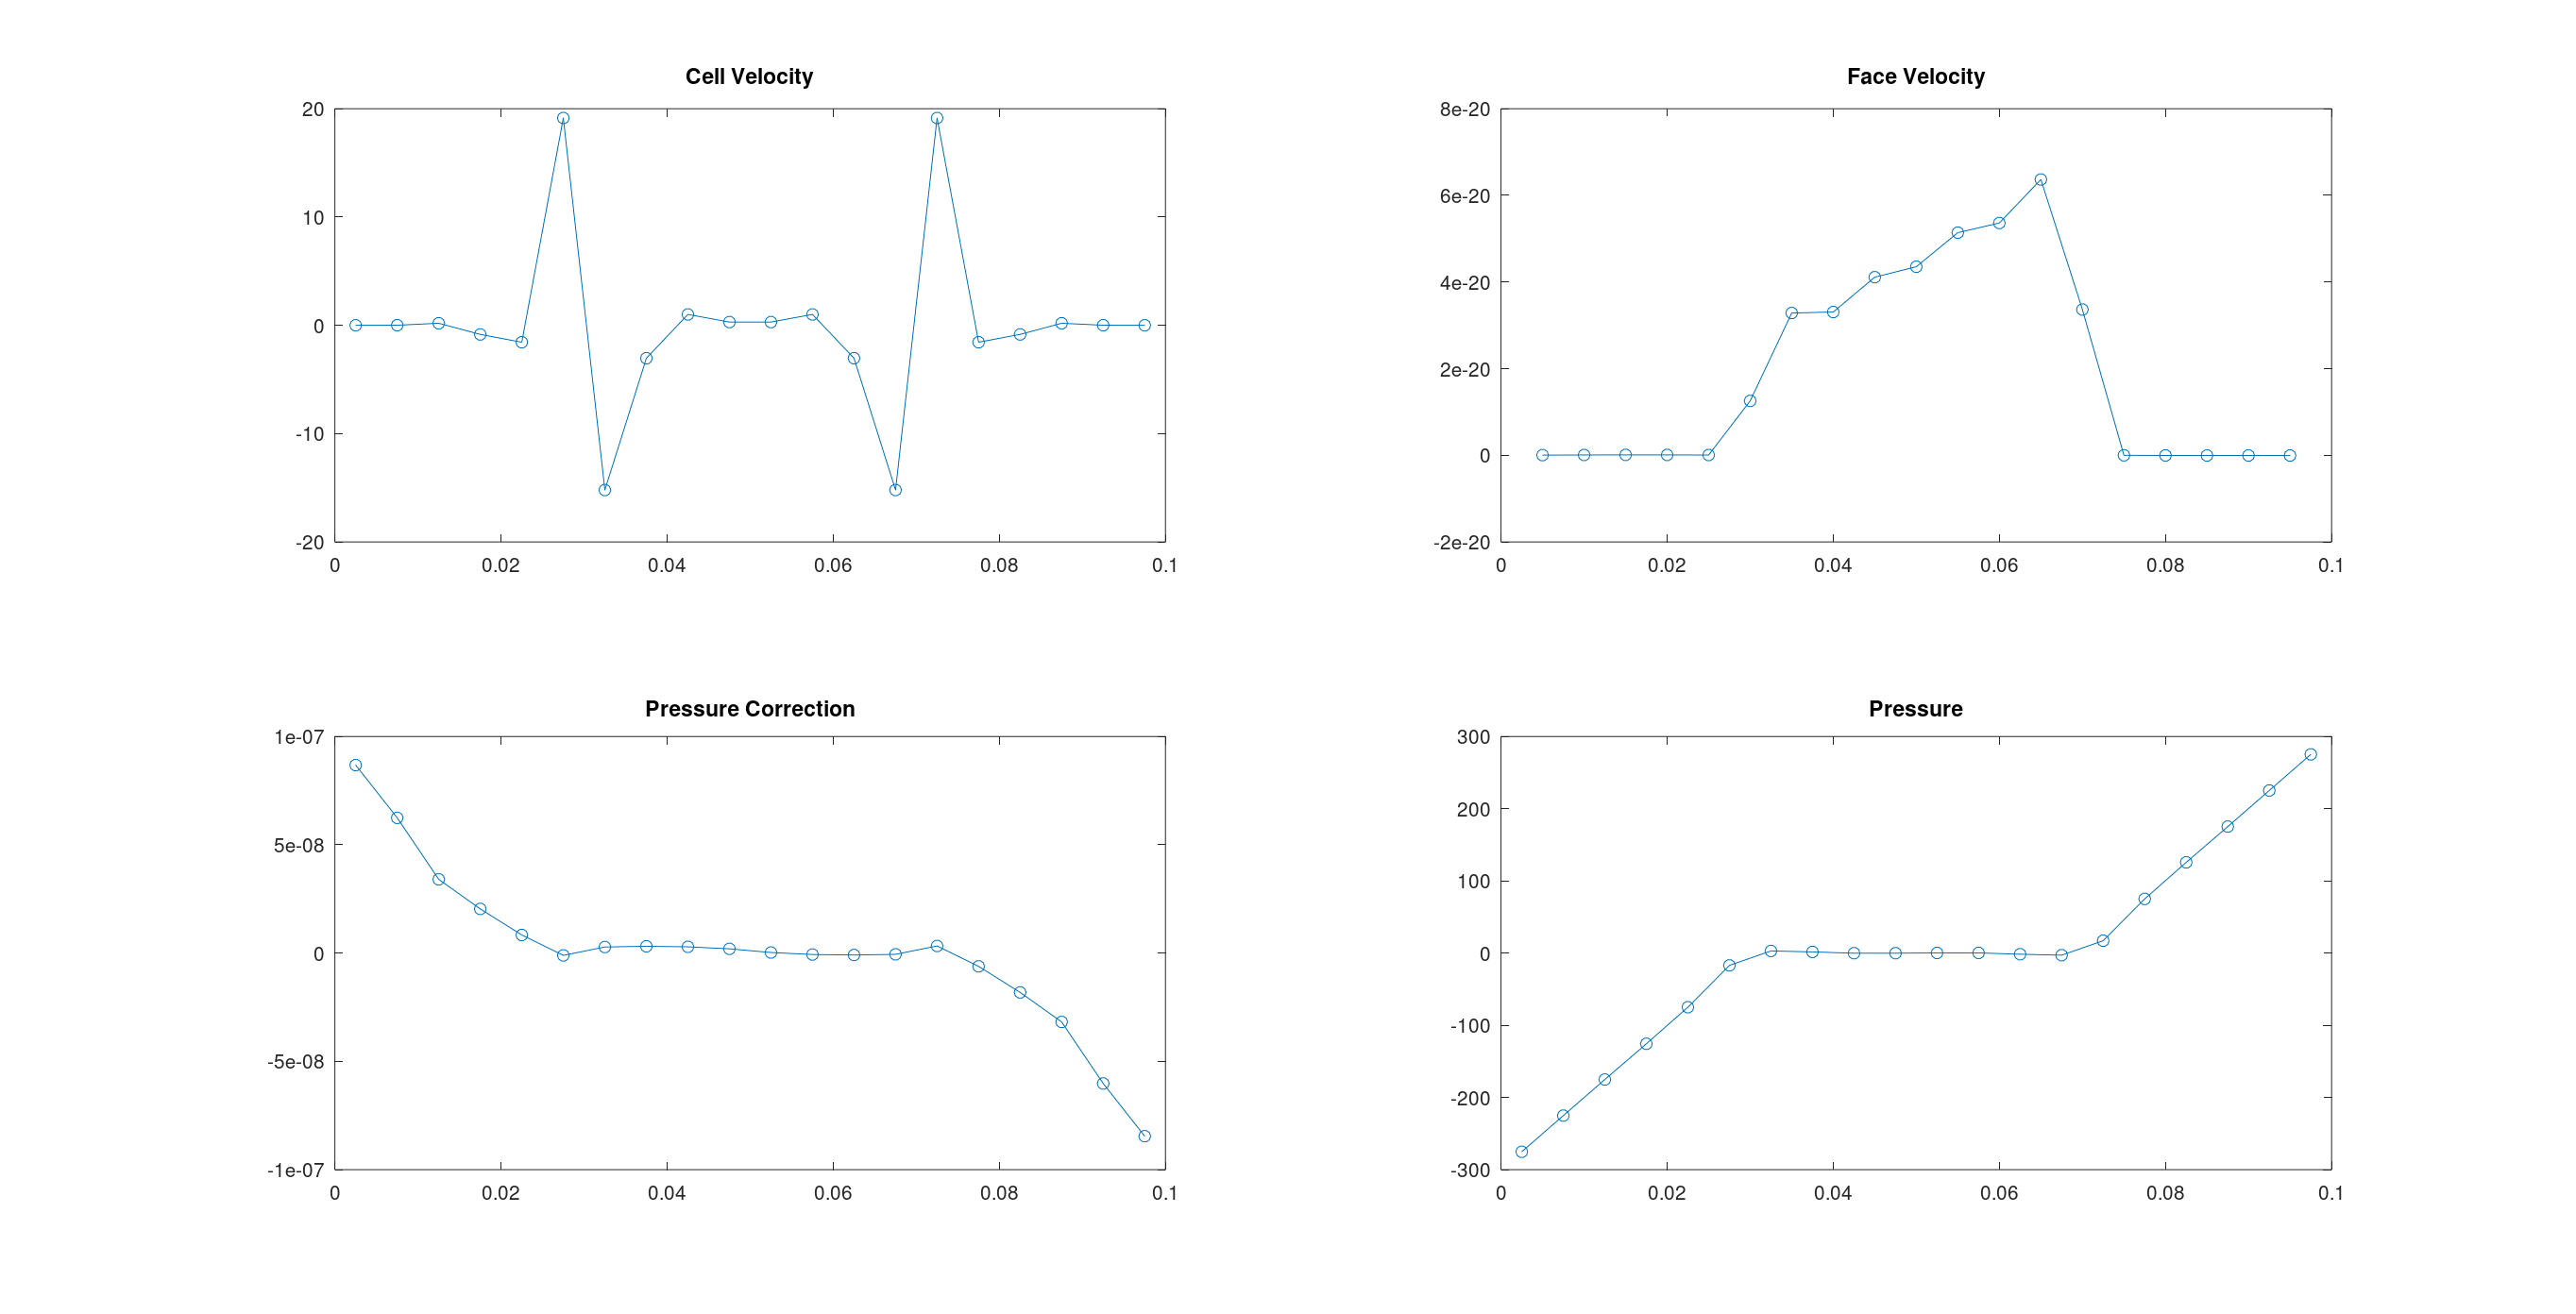 Cell Velocity
20
10
0
-10
-20
0 0.02 0.04 0.06 0.08 0.1
Face Velocity
8e-20
6e-20
4e-20
2e-20
0
-2e-20
0 0.02 0.04 0.06 0.08 0.1
Pressure Correction
1e-07
5e-08
0
-5e-08
-1e-07
0 0.02 0.04 0.06 0.08 0.1
Pressure
300
200
100
0
-100
-200
-300
0 0.02 0.04 0.06 0.08 0.1